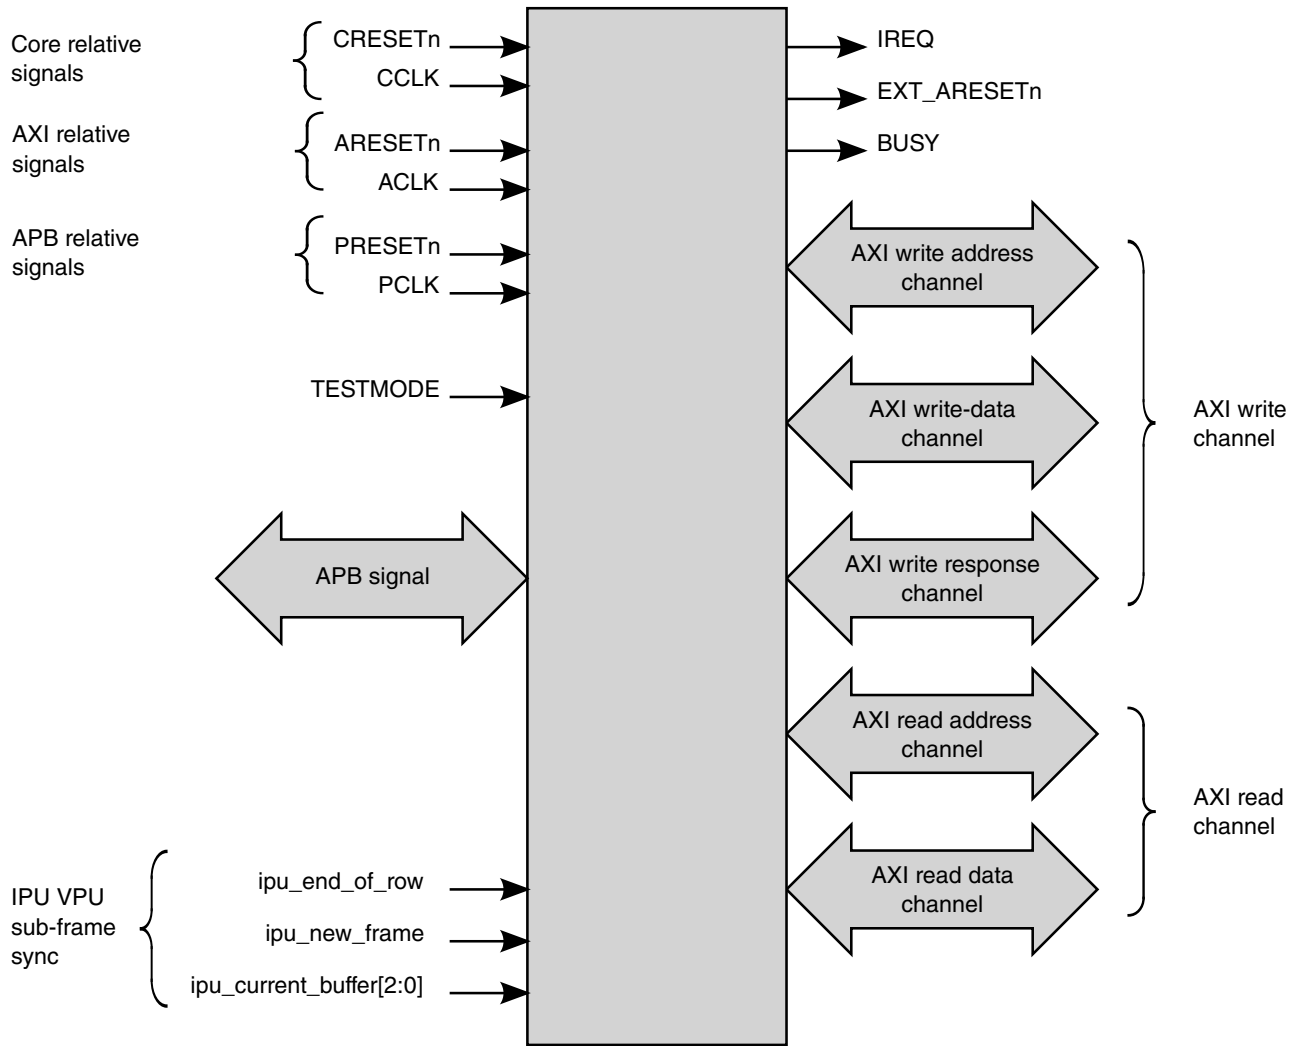 Core relative
signals
CRESETn
CCLK
AXI relative
signals
ARESETn
ACLK
APB relative
signals
PRESETn
PCLK
TESTMODE
APB signal
IPU VPU
sub-frame
sync
ipu_end_of_row
ipu_new_frame
ipu_current_buffer[2:0]
IREQ
EXT_ARESETn
BUSY
AXI write address
channel
AXI write-data
channel
AXI write response
channel
AXI write
channel
AXI read address
channel
AXI read data
channel
AXI read
channel